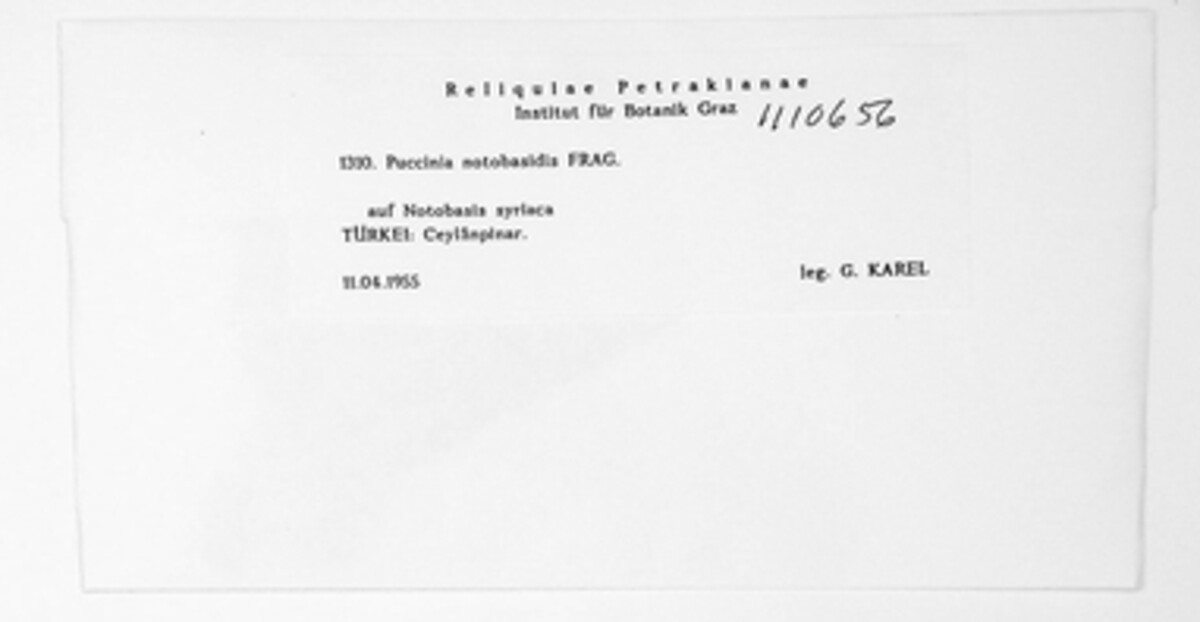 Reliquiae Petrakianae
Institut für Botanik Graz 1110656
1310. Puccinia notobasidis FRAG.
auf Notobasis syriaca
TÜRKEI: Ceylânpinar.
11.04.1955
leg. G. KAREL